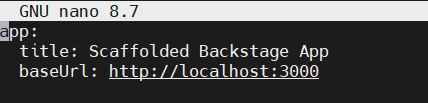 GNU nano 8.7
app:
  title: Scaffolded Backstage App
  baseUrl: http://localhost:3000